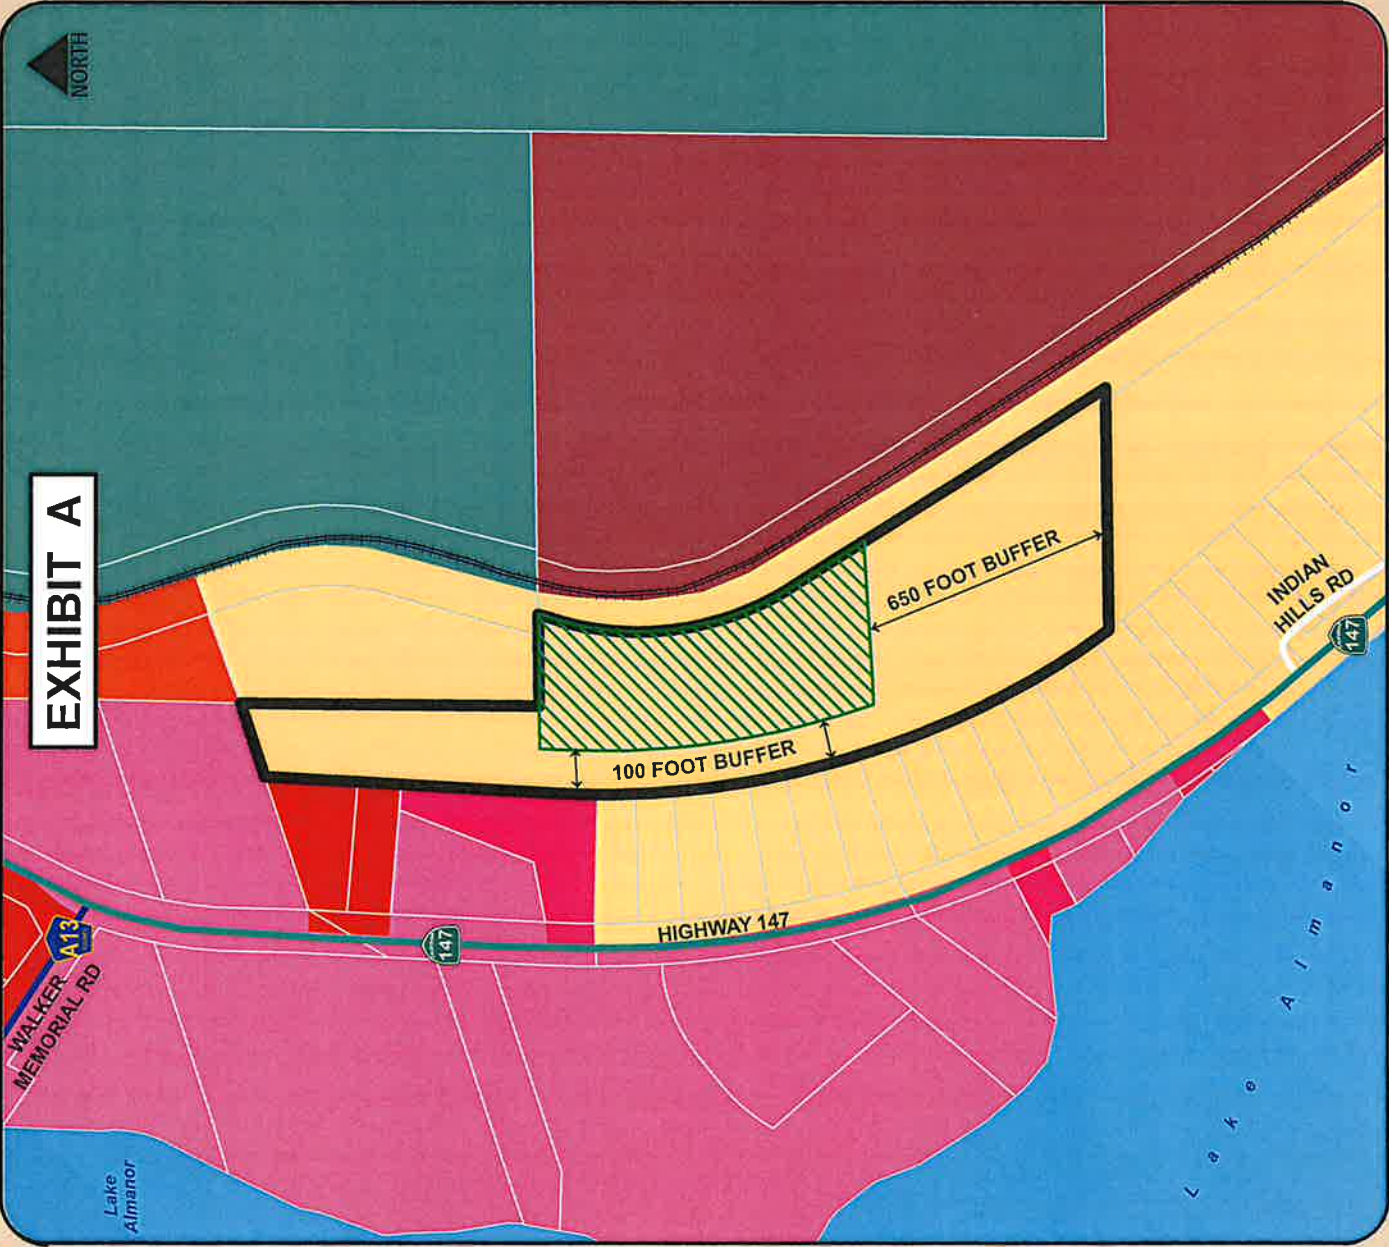 EXHIBIT A
NORTH
WALKER
MEMORIAL RD
A13
Lake
Almanor
147
HIGHWAY 147
100 FOOT BUFFER
650 FOOT BUFFER
INDIAN
HILLS RD
147
Lake Almanor